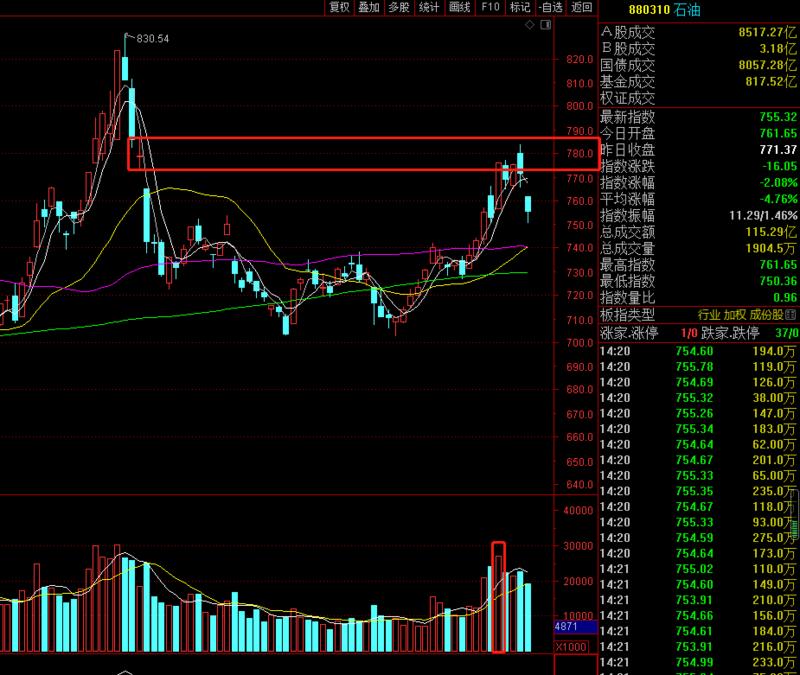 复权 叠加 多股 统计 画线 F10 标记 -自选 返回
880310 石油
A股成交 8517.27亿
B股成交 3.18亿
国债成交 8057.28亿
基金成交 817.52亿
权证成交
最新指数 755.32
今日开盘 761.65
昨日收盘 771.37
指数涨跌 -16.05
指数涨幅 -2.08%
平均涨幅 -4.76%
指数振幅 11.29/1.46%
总成交额 115.29亿
总成交量 1904.5万
最高指数 761.65
最低指数 750.36
指数量比 0.96
板指类型 行业 加权 成份股
涨家.涨停 1/0 跌家.跌停 37/0
14:20 754.60 194.0万
14:20 755.78 119.0万
14:20 754.69 126.0万
14:20 755.32 38.00万
14:20 755.26 147.0万
14:20 755.34 183.0万
14:20 754.64 62.00万
14:20 754.67 201.0万
14:20 755.33 65.00万
14:20 755.35 235.0万
14:20 754.67 118.0万
14:20 755.33 93.00万
14:20 754.59 275.0万
14:20 754.64 173.0万
14:21 755.02 110.0万
14:21 754.60 149.0万
14:21 753.91 210.0万
14:21 754.66 156.0万
14:21 754.61 184.0万
14:21 753.91 216.0万
14:21 754.99 233.0万
830.54
820.0
810.0
800.0
790.0
780.0
770.0
760.0
750.0
740.0
730.0
720.0
710.0
700.0
690.0
680.0
670.0
660.0
650.0
640.0
40000
30000
20000
10000
4871
X1000